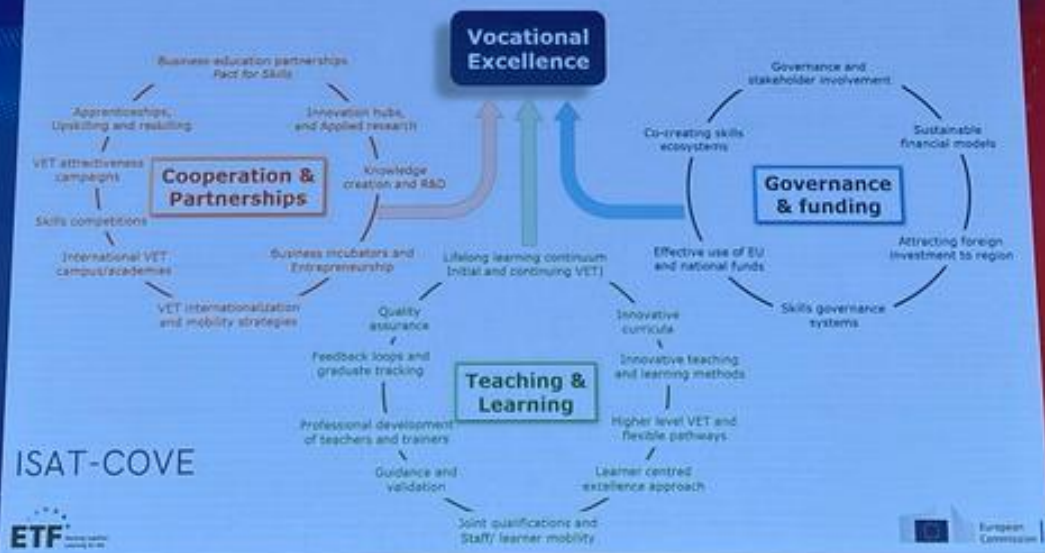 Vocational
Excellence
Business-education partnerships
Pact for Skills
Apprenticeships,
Upskilling and reskilling
Innovation hubs,
and Applied research
VET attractiveness
campaigns
Cooperation &
Partnerships
Knowledge
creation and R&D
Skills competitions
International VET
campus/academies
Business incubators and
Entrepreneurship
VET internationalization
and mobility strategies
Governance and
stakeholder involvement
Co-creating skills
ecosystems
Sustainable
financial models
Governance
& funding
Effective use of EU
and national funds
Attracting foreign
investment to region
Skills governance
systems
Lifelong learning continuum
Initial and continuing VET)
Quality
assurance
Innovative
curricula
Feedback loops and
graduate tracking
Innovative teaching
and learning methods
Teaching &
Learning
Professional development
of teachers and trainers
Higher level VET and
flexible pathways
Guidance and
validation
Learner centred
excellence approach
Joint qualifications and
Staff/ learner mobility
ISAT-COVE
ETF
European
Commission